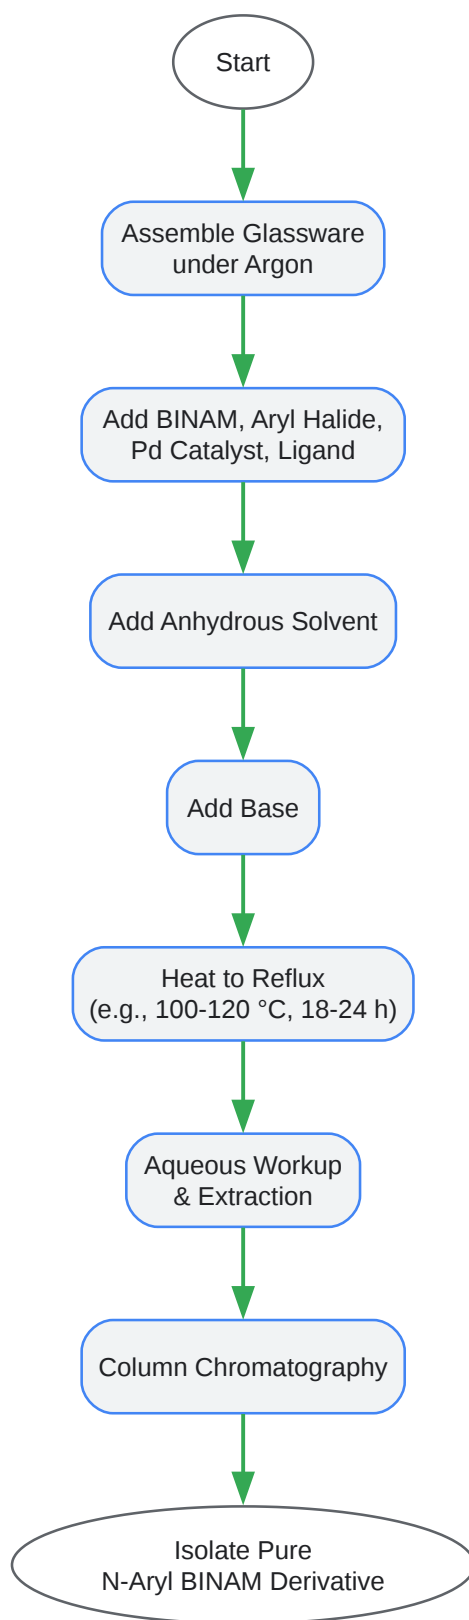 Start
Assemble Glassware
under Argon
Add BINAM, Aryl Halide,
Pd Catalyst, Ligand
Add Anhydrous Solvent
Add Base
Heat to Reflux
(e.g., 100-120 °C, 18-24 h)
Aqueous Workup
& Extraction
Column Chromatography
Isolate Pure
N-Aryl BINAM Derivative